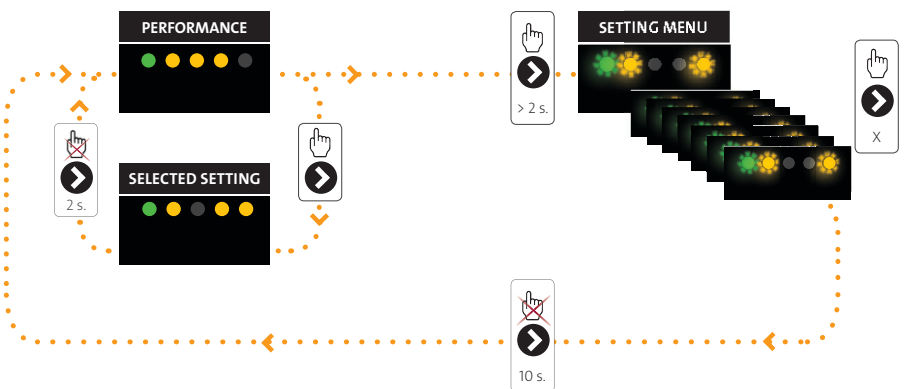 PERFORMANCE
SETTING MENU
> 2 s.
X
2 s.
SELECTED SETTING
10 s.